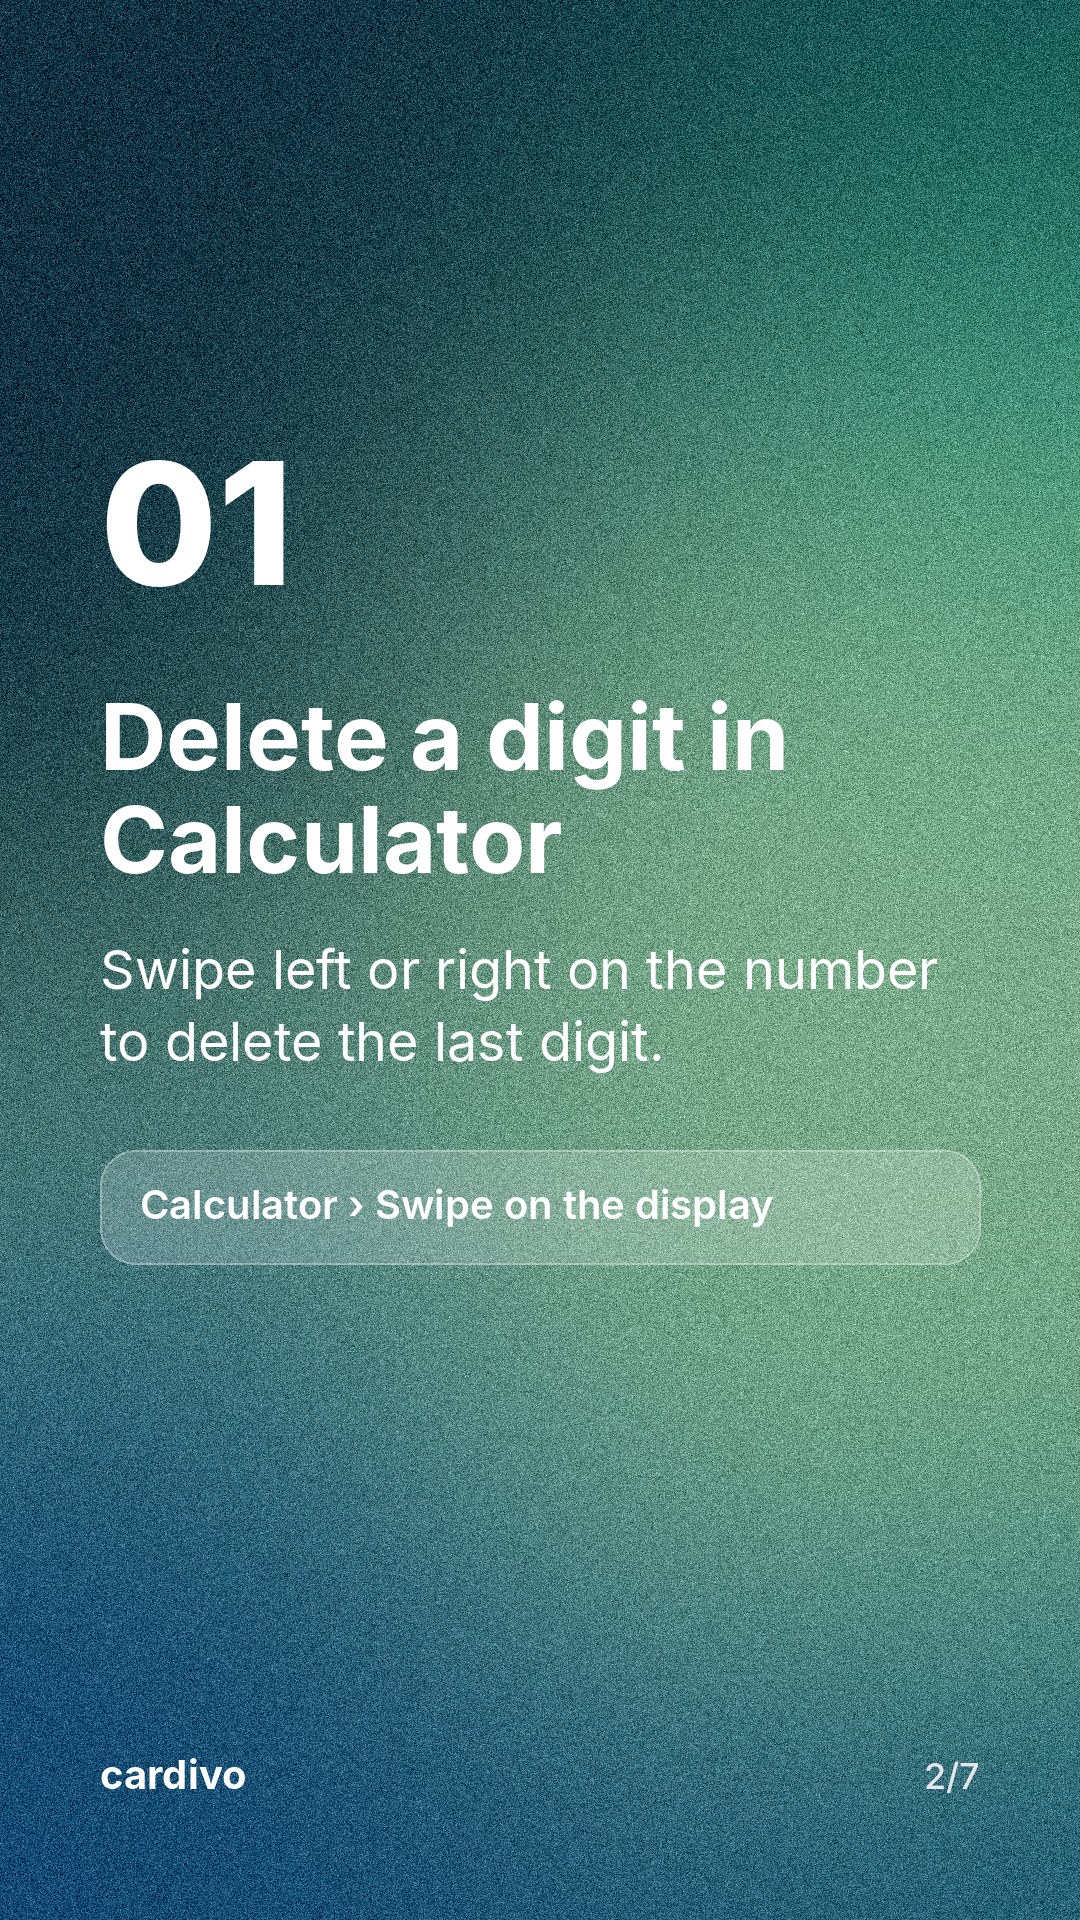 01
Delete a digit in
Calculator
Swipe left or right on the number
to delete the last digit.
Calculator › Swipe on the display
cardivo
2/7